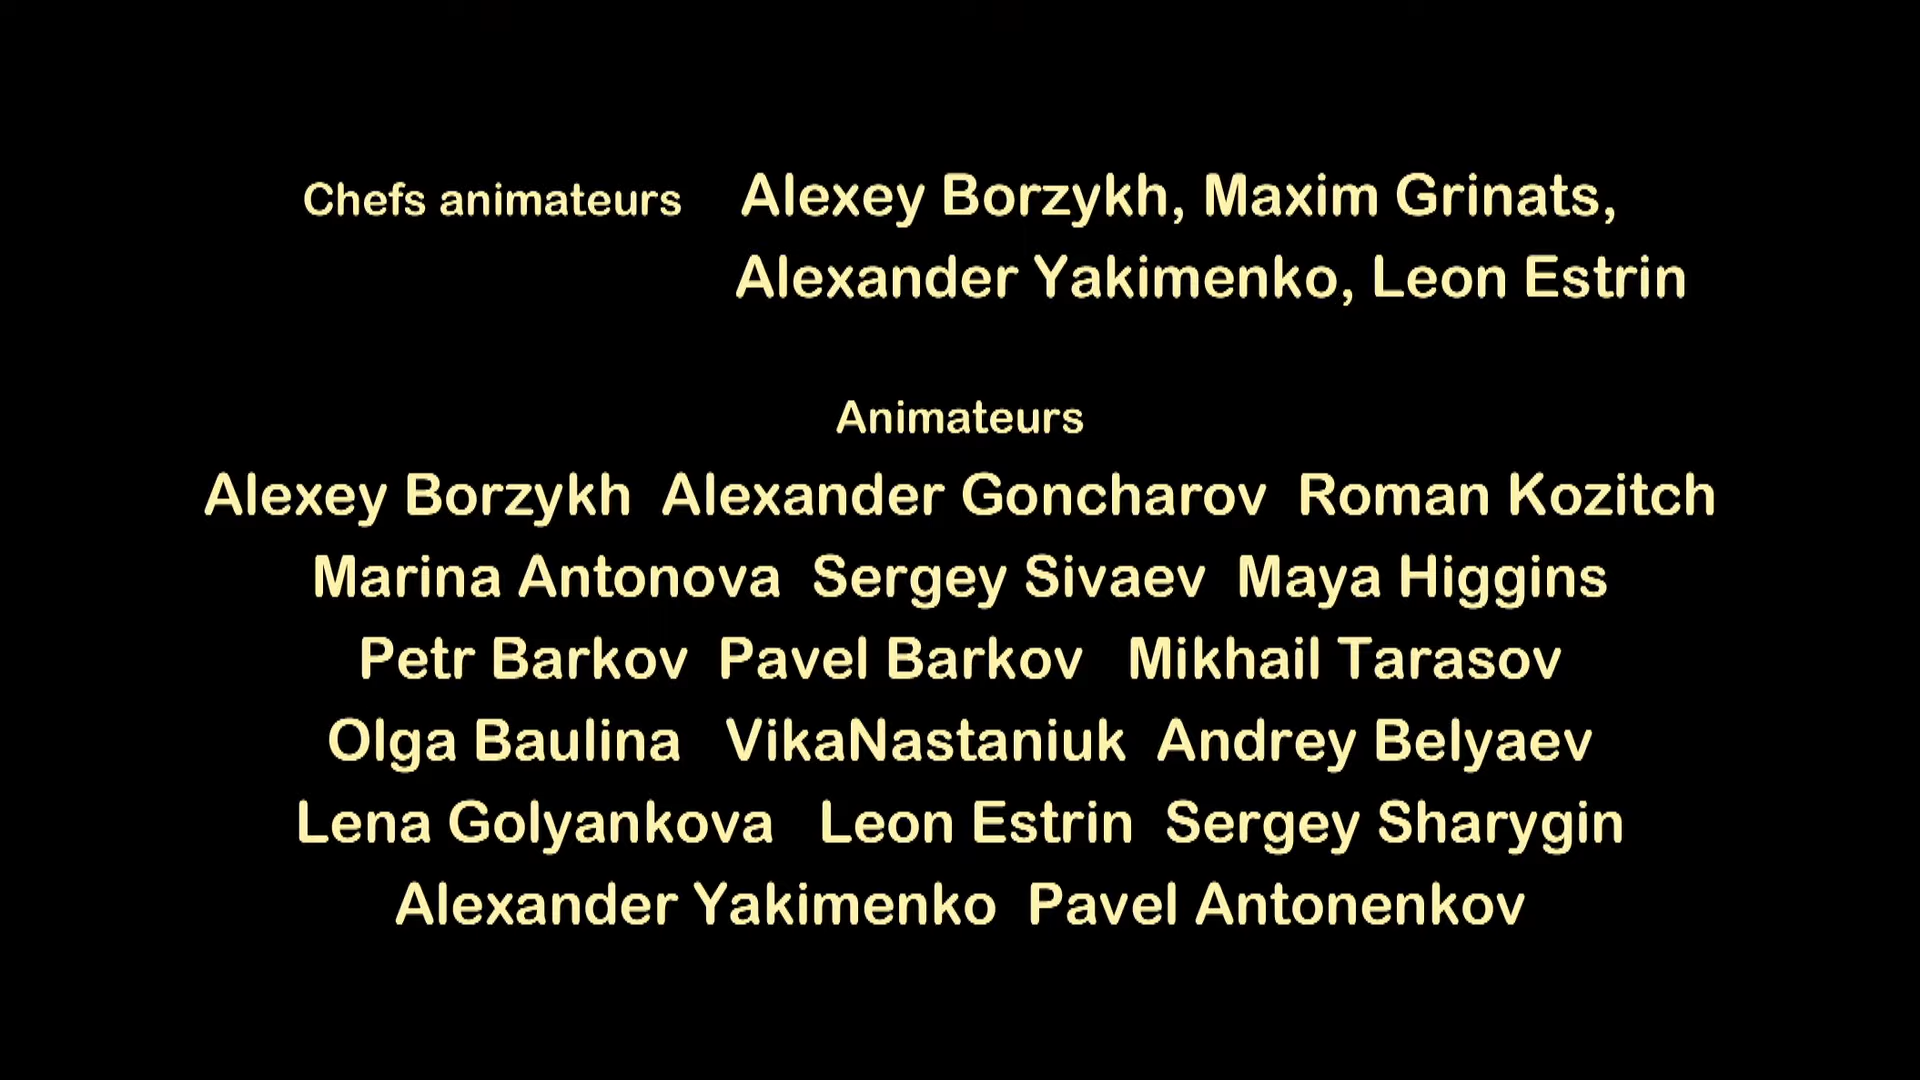 Chefs animateurs Alexey Borzykh, Maxim Grinats,
Alexander Yakimenko, Leon Estrin
Animateurs
Alexey Borzykh Alexander Goncharov Roman Kozitch
Marina Antonova Sergey Sivaev Maya Higgins
Petr Barkov Pavel Barkov Mikhail Tarasov
Olga Baulina VikaNastaniuk Andrey Belyaev
Lena Golyankova Leon Estrin Sergey Sharygin
Alexander Yakimenko Pavel Antonenkov